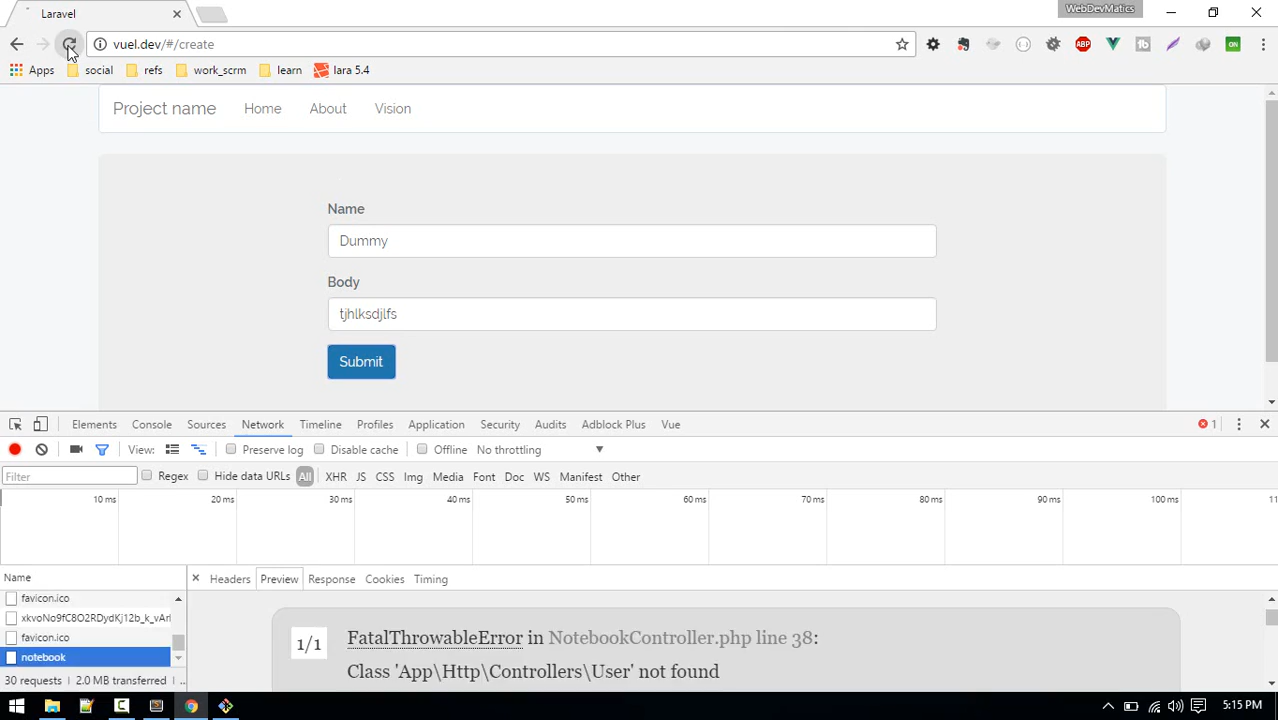 Laravel
WebDevMatics
vuel.dev/#/create
ABP
ON
Apps social refs work_scrm learn lara 5.4
Project name Home About Vision
Name
Dummy
Body
tjhlksdjlfs
Submit
Elements Console Sources Network Timeline Profiles Application Security Audits Adblock Plus Vue 1
View: Preserve log Disable cache Offline No throttling
Filter Regex Hide data URLs All XHR JS CSS Img Media Font Doc WS Manifest Other
10 ms 20 ms 30 ms 40 ms 50 ms 60 ms 70 ms 80 ms 90 ms 100 ms 11
Name Headers Preview Response Cookies Timing
favicon.ico
xkvoNo9fC8O2RDydKj12b_k_vArl
favicon.ico
notebook
30 requests 2.0 MB transferred
1/1
FatalThrowableError in NotebookController.php line 38:
Class 'App\Http\Controllers\User' not found
5:15 PM